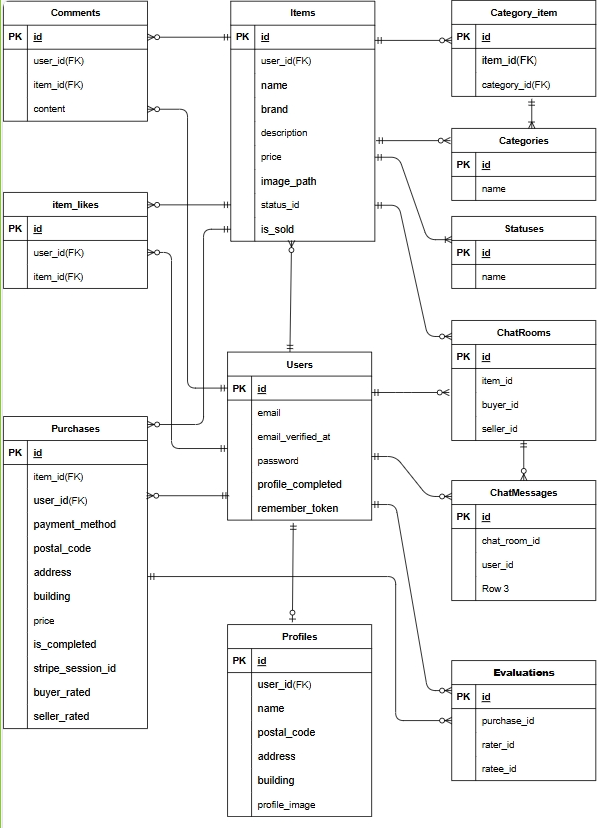 Comments
PK id
user_id(FK)
item_id(FK)
content
Items
PK id
user_id(FK)
name
brand
description
price
image_path
status_id
is_sold
Category_item
PK id
item_id(FK)
category_id(FK)
Categories
PK id
name
item_likes
PK id
user_id(FK)
item_id(FK)
Statuses
PK id
name
ChatRooms
PK id
item_id
buyer_id
seller_id
Users
PK id
email
email_verified_at
password
profile_completed
remember_token
Purchases
PK id
item_id(FK)
user_id(FK)
payment_method
postal_code
address
building
price
is_completed
stripe_session_id
buyer_rated
seller_rated
ChatMessages
PK id
chat_room_id
user_id
Row 3
Profiles
PK id
user_id(FK)
name
postal_code
address
building
profile_image
Evaluations
PK id
purchase_id
rater_id
ratee_id